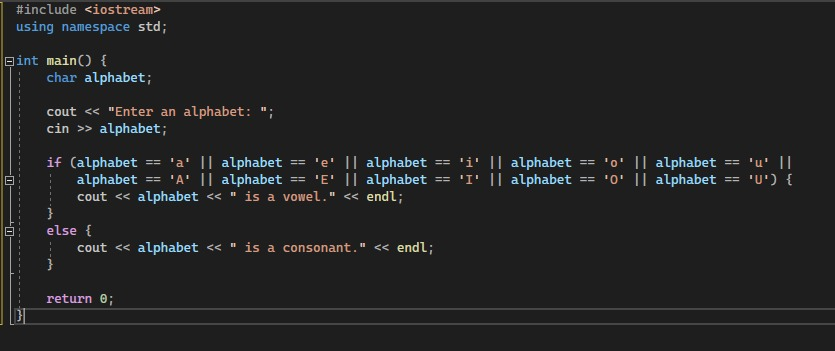 #include <iostream>
using namespace std;
int main() {
char alphabet;
cout << "Enter an alphabet: ";
cin >> alphabet;
if (alphabet == 'a' || alphabet == 'e' || alphabet == 'i' || alphabet == 'o' || alphabet == 'u' ||
alphabet == 'A' || alphabet == 'E' || alphabet == 'I' || alphabet == 'O' || alphabet == 'U') {
cout << alphabet << " is a vowel." << endl;
}
else {
cout << alphabet << " is a consonant." << endl;
}
return 0;
}